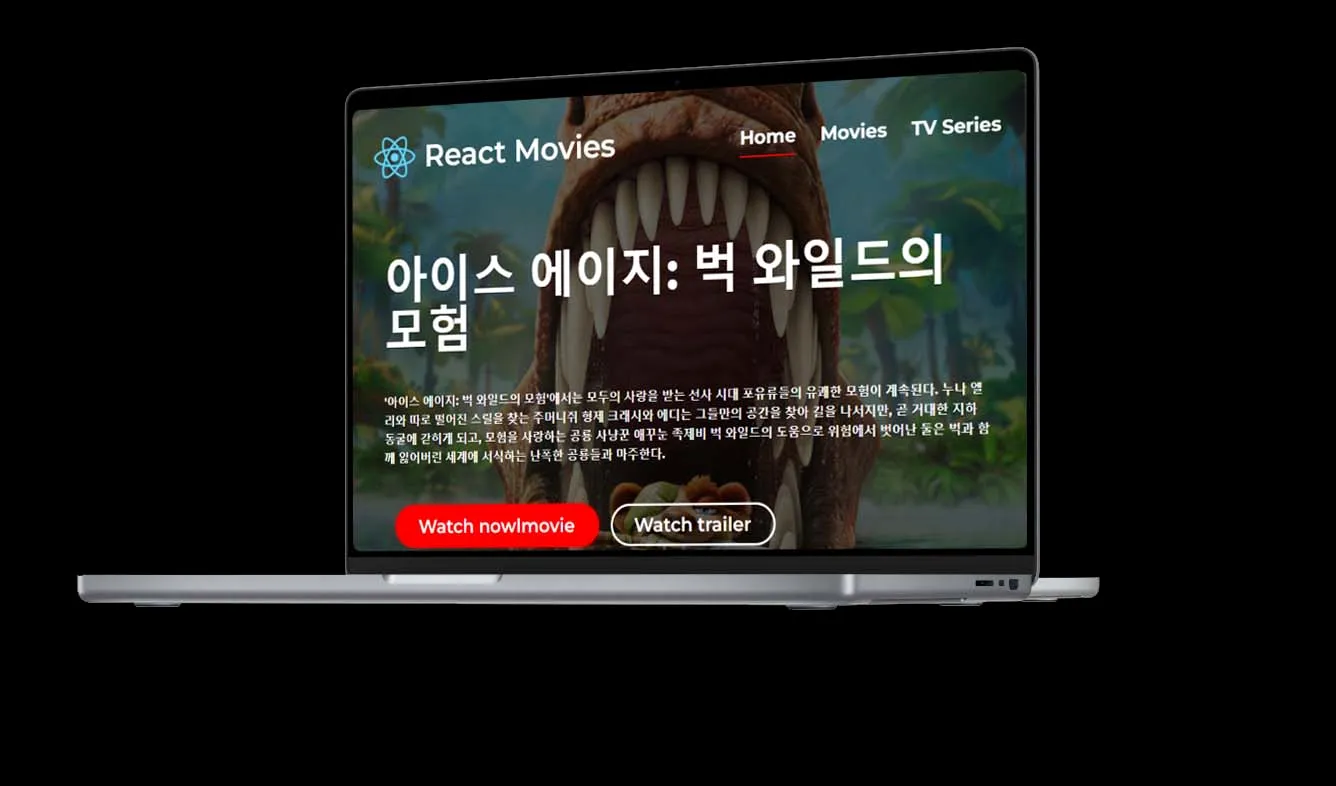 React Movies
Home
Movies
TV Series
아이스 에이지: 벅 와일드의
모험
'아이스 에이지: 벅 와일드의 모험'에서는 모두의 사랑을 받는 선사 시대 포유류들의 유쾌한 모험이 계속된다. 누나 엘
리와 따로 떨어진 스릴을 찾는 주머니쥐 형제 크래시와 에디는 그들만의 공간을 찾아 길을 나서지만, 곧 거대한 지하
동굴에 갇히게 되고, 모험을 사랑하는 공룡 사냥꾼 애꾸눈 족제비 벅 와일드의 도움으로 위험에서 벗어난 둘은 벅과 함
께 잃어버린 세계에 서식하는 난폭한 공룡들과 마주한다.
Watch nowlmovie
Watch trailer